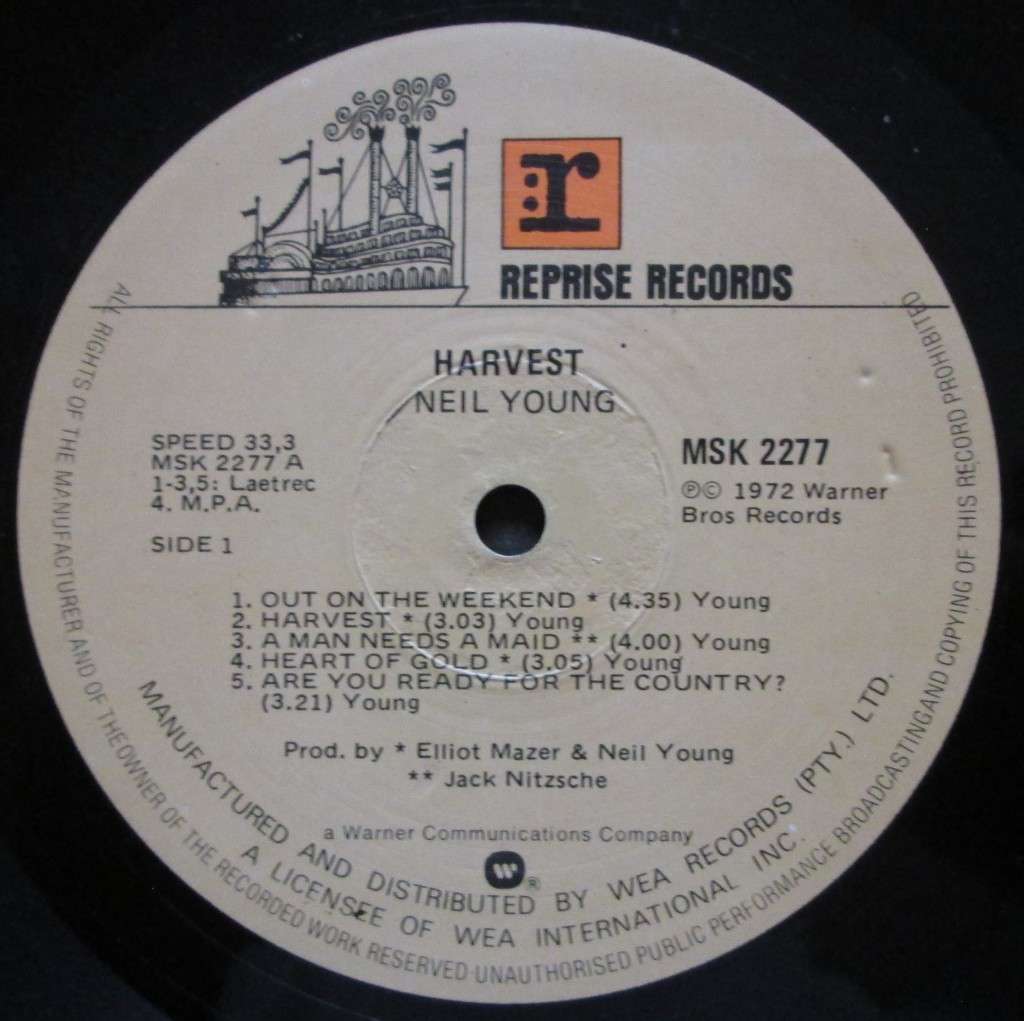 r
REPRISE RECORDS
HARVEST
NEIL YOUNG
SPEED 33,3
MSK 2277 A
1-3,5: Laetrec
4. M.P.A.
SIDE 1
MSK 2277
℗© 1972 Warner
Bros Records
1. OUT ON THE WEEKEND * (4.35) Young
2. HARVEST * (3.03) Young
3. A MAN NEEDS A MAID ** (4.00) Young
4. HEART OF GOLD * (3.05) Young
5. ARE YOU READY FOR THE COUNTRY?
(3.21) Young
Prod. by * Elliot Mazer & Neil Young
** Jack Nitzsche
a Warner Communications Company
W ®
MANUFACTURED AND DISTRIBUTED BY WEA RECORDS (PTY.) LTD.
A LICENSEE OF WEA INTERNATIONAL INC.
ALL RIGHTS OF THE MANUFACTURER AND OF THE OWNER OF THE RECORDED WORK RESERVED-UNAUTHORISED PUBLIC PERFORMANCE BROADCASTING AND COPYING OF THIS RECORD PROHIBITED